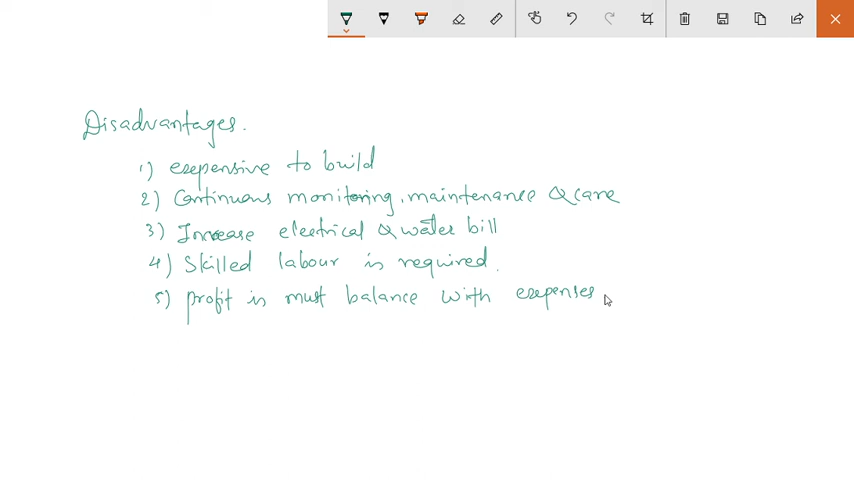 Disadvantages.
1) expensive to build
2) Continuous monitoring, maintenance & care
3) Increase electrical & water bill
4) Skilled labour is required.
5) profit is must balance with expenses